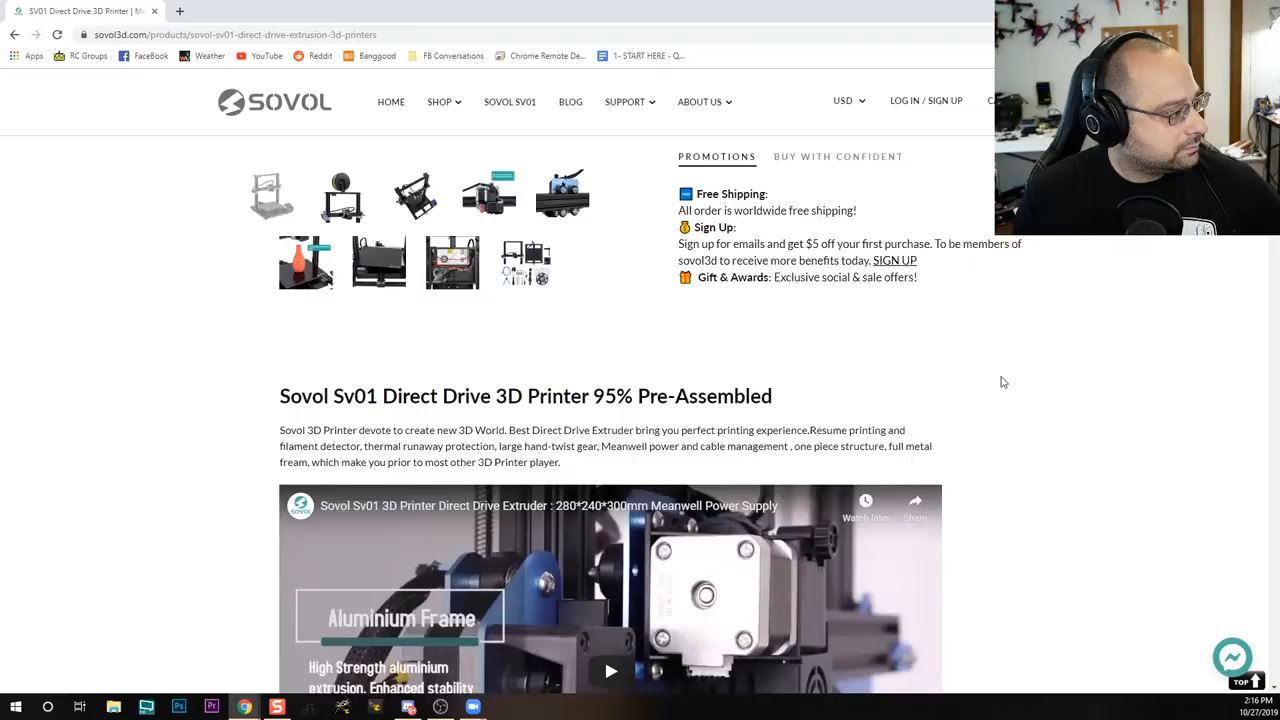 SV01 Direct Drive 3D Printer | M
sovol3d.com/products/sovol-sv01-direct-drive-extrusion-3d-printers
Apps RC Groups FaceBook Weather YouTube Reddit Banggood FB Conversations Chrome Remote De... 1- START HERE - Q...
SOVOL HOME SHOP SOVOL SV01 BLOG SUPPORT ABOUT US USD LOG IN / SIGN UP
PROMOTIONS BUY WITH CONFIDENT
Free Shipping:
All order is worldwide free shipping!
Sign Up:
Sign up for emails and get $5 off your first purchase. To be members of
sovol3d to receive more benefits today. SIGN UP
Gift & Awards: Exclusive social & sale offers!
Sovol Sv01 Direct Drive 3D Printer 95% Pre-Assembled
Sovol 3D Printer devote to create new 3D World. Best Direct Drive Extruder bring you perfect printing experience.Resume printing and
filament detector, thermal runaway protection, large hand-twist gear, Meanwell power and cable management , one piece structure, full metal
fream, which make you prior to most other 3D Printer player.
SOVOL Sovol Sv01 3D Printer Direct Drive Extruder : 280*240*300mm Meanwell Power Supply
Watch later Share
Aluminium Frame
High Strength aluminium
extrusion. Enhanced stability
TOP
2:16 PM
10/27/2019